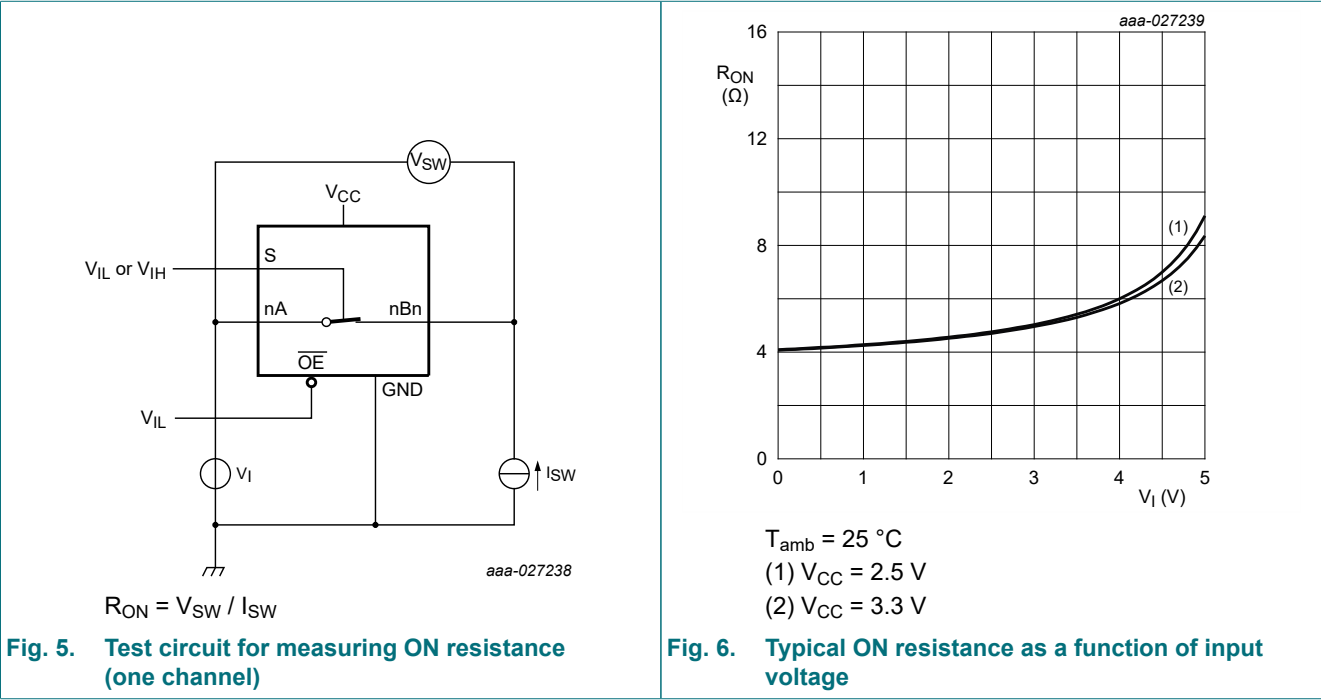 VSW
VCC
S
VIL or VIH
nA
nBn
OE
GND
VIL
VI
ISW
aaa-027238
RON = VSW / ISW
Fig. 5. Test circuit for measuring ON resistance
(one channel)
aaa-027239
16
RON
(Ω)
12
(1)
8
(2)
4
0
0 1 2 3 4 5
VI (V)
Tamb = 25 °C
(1) VCC = 2.5 V
(2) VCC = 3.3 V
Fig. 6. Typical ON resistance as a function of input
voltage